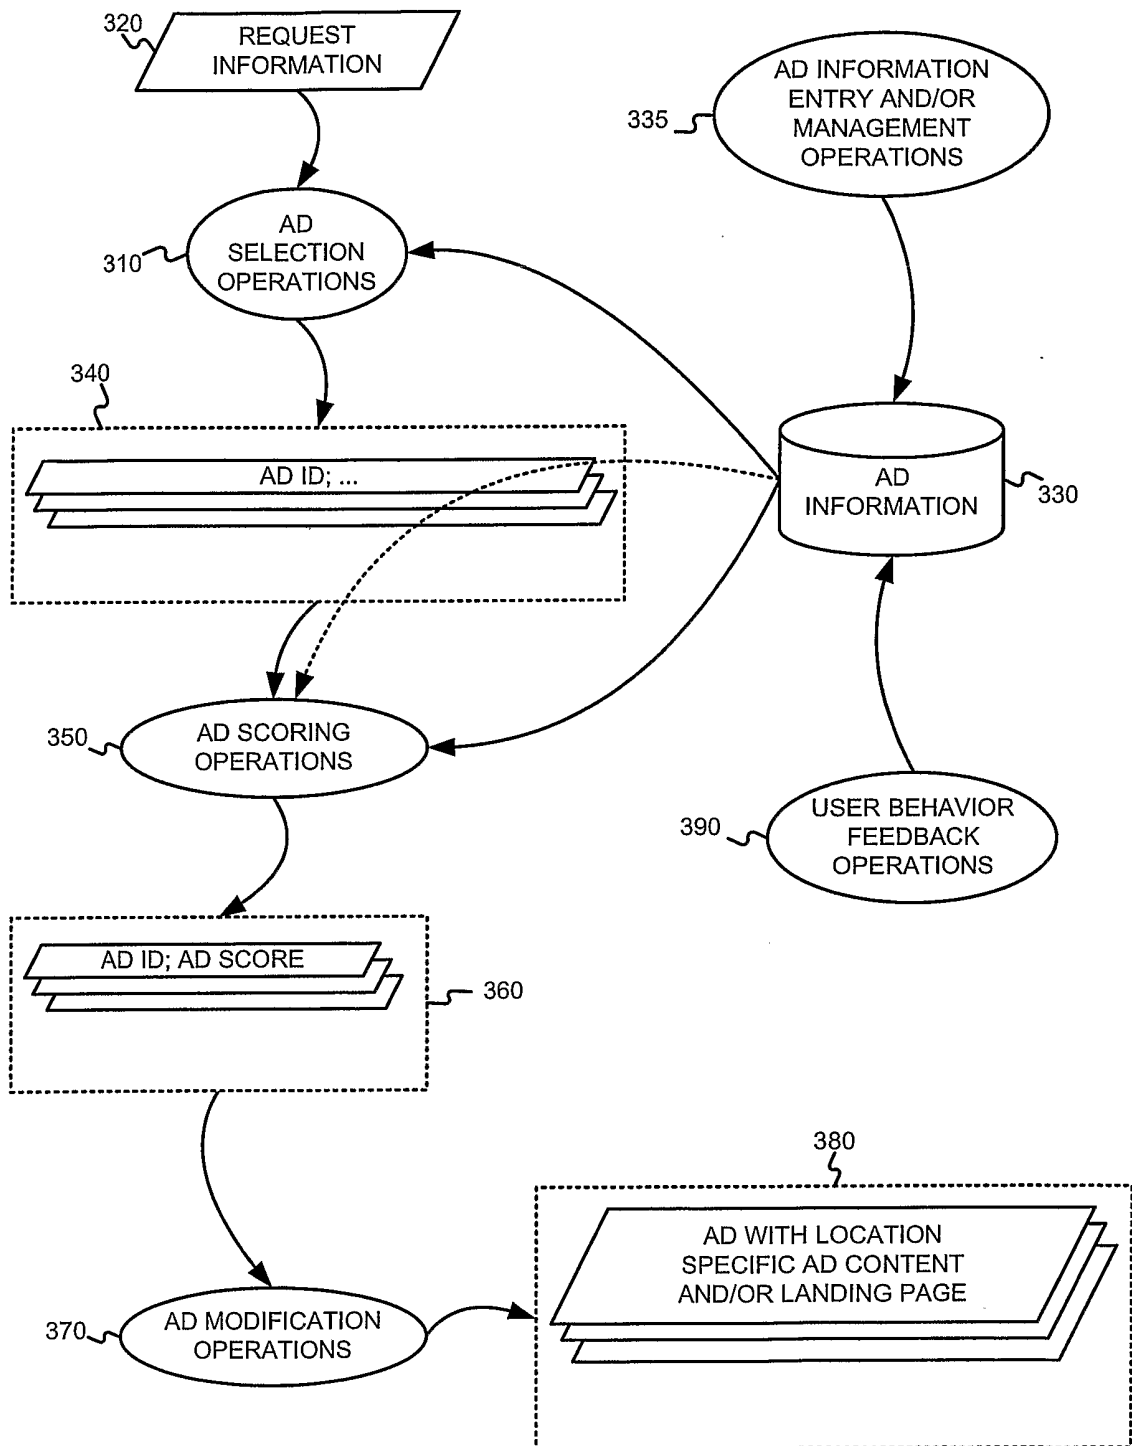 320
REQUEST
INFORMATION
335
AD INFORMATION
ENTRY AND/OR
MANAGEMENT
OPERATIONS
310
AD
SELECTION
OPERATIONS
340
AD ID; ...
AD
INFORMATION
330
350
AD SCORING
OPERATIONS
390
USER BEHAVIOR
FEEDBACK
OPERATIONS
AD ID; AD SCORE
360
380
AD WITH LOCATION
SPECIFIC AD CONTENT
AND/OR LANDING PAGE
370
AD MODIFICATION
OPERATIONS